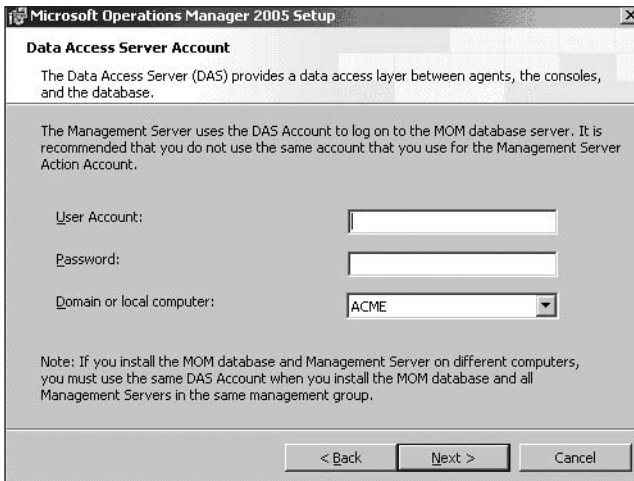 Microsoft Operations Manager 2005 Setup
Data Access Server Account
The Data Access Server (DAS) provides a data access layer between agents, the consoles,
and the database.
The Management Server uses the DAS Account to log on to the MOM database server. It is
recommended that you do not use the same account that you use for the Management Server
Action Account.
User Account:
Password:
Domain or local computer:
ACME
Note: If you install the MOM database and Management Server on different computers,
you must use the same DAS Account when you install the MOM database and all
Management Servers in the same management group.
< Back
Next >
Cancel